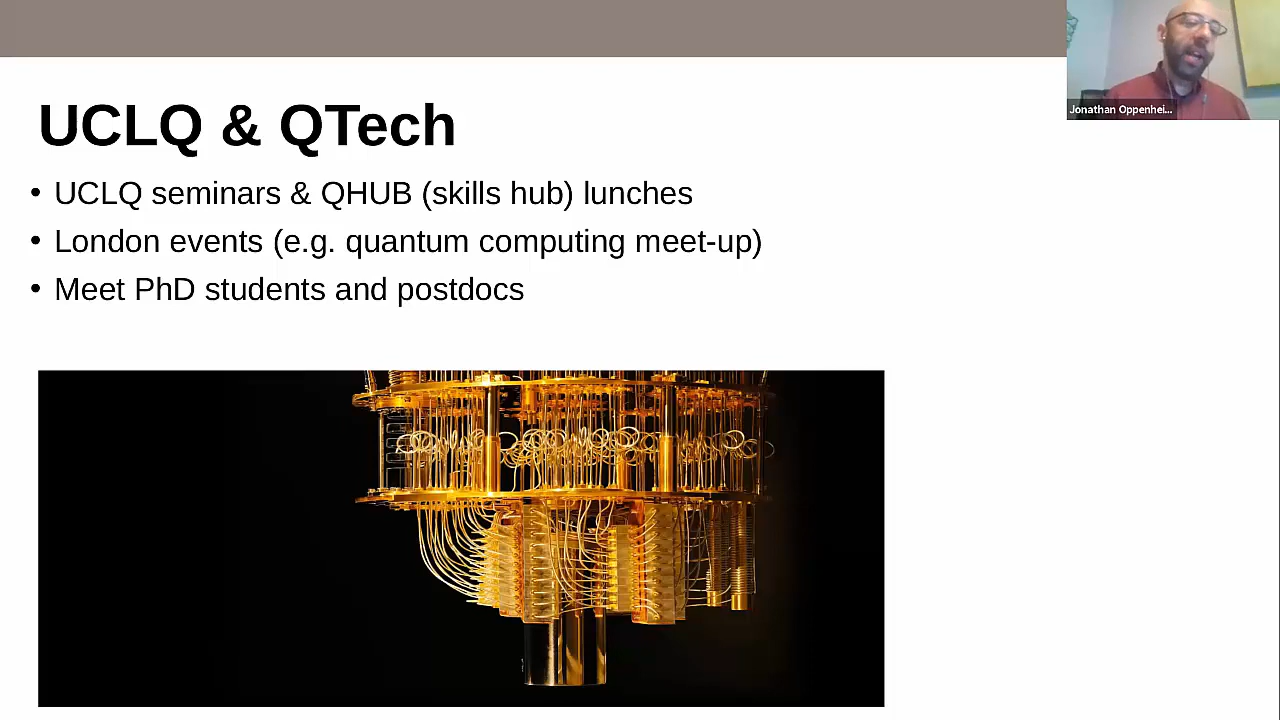 Jonathan Oppenhei...
UCLQ & QTech
• UCLQ seminars & QHUB (skills hub) lunches
• London events (e.g. quantum computing meet-up)
• Meet PhD students and postdocs